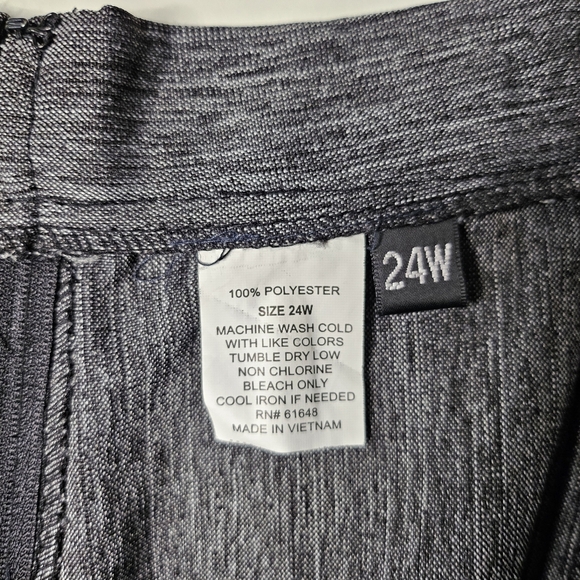 100% POLYESTER
SIZE 24W
MACHINE WASH COLD
WITH LIKE COLORS
TUMBLE DRY LOW
NON CHLORINE
BLEACH ONLY
COOL IRON IF NEEDED
RN# 61648
MADE IN VIETNAM
24W